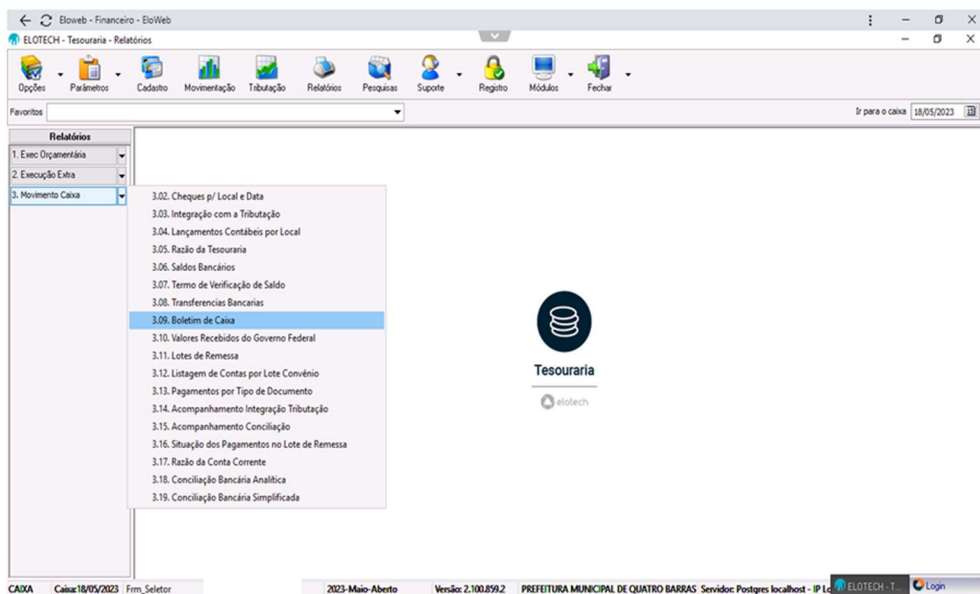 Eloweb - Financeiro - EloWeb
ELOTECH - Tesouraria - Relatórios
Opções Parâmetros Cadastro Movimentação Tributação Relatórios Pesquisas Suporte Registro Módulos Fechar
Favoritos Ir para o caixa 18/05/2023 15
Relatórios
1. Exec Orçamentária
2. Execução Extra
3. Movimento Caixa
3.02. Cheques p/ Local e Data
3.03. Integração com a Tributação
3.04. Lançamentos Contábeis por Local
3.05. Razão da Tesouraria
3.06. Saldos Bancários
3.07. Termo de Verificação de Saldo
3.08. Transferencias Bancarias
3.09. Boletim de Caixa
3.10. Valores Recebidos do Governo Federal
3.11. Lotes de Remessa
3.12. Listagem de Contas por Lote Convênio
3.13. Pagamentos por Tipo de Documento
3.14. Acompanhamento Integração Tributação
3.15. Acompanhamento Conciliação
3.16. Situação dos Pagamentos no Lote de Remessa
3.17. Razão da Conta Corrente
3.18. Conciliação Bancária Analítica
3.19. Conciliação Bancária Simplificada
Tesouraria
elotech
CAIXA Caixa: 18/05/2023 Frm_Seletor 2023-Maio-Aberto Versão: 2.100.859.2 PREFEITURA MUNICIPAL DE QUATRO BARRAS Servidor: Postgres localhost - IP Lo ELOTECH - T... Login